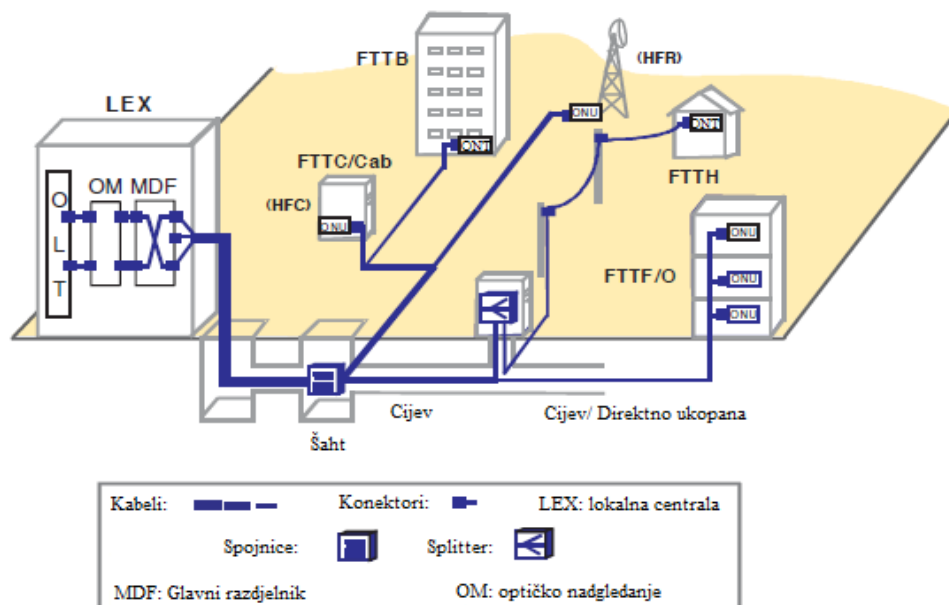 FTTB
(HFR)
LEX
ONU
ONT
OM MDF
FTTC/Cab
ONT
FTTH
(HFC)
O
L
T
ONU
ONU
FTTF/O
ONU
ONU
Cijev
Cijev/ Direktno ukopana
Šaht
Kabeli:
Konektori:
LEX: lokalna centrala
Spojnice:
Splitter:
MDF: Glavni razdjelnik
OM: optičko nadgledanje